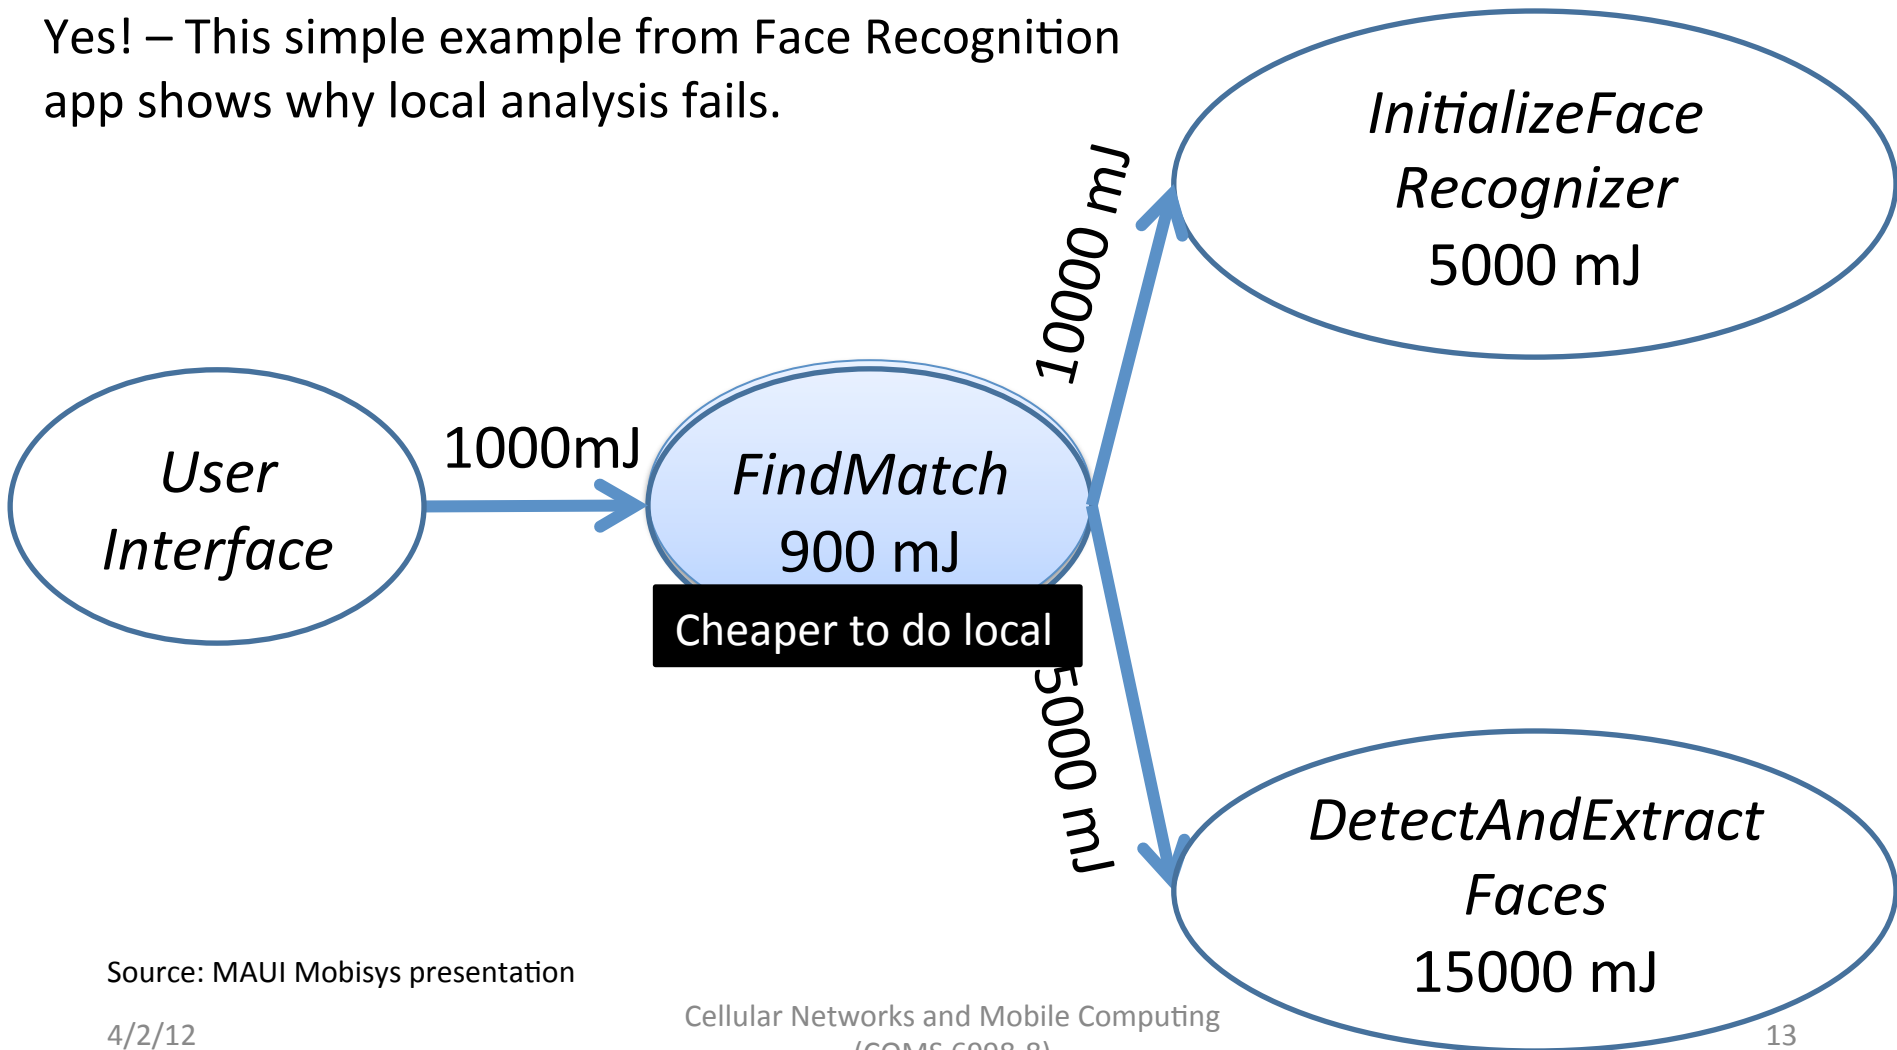 Yes! – This simple example from Face Recognition
app shows why local analysis fails.
InitializeFace
Recognizer
5000 mJ
10000 mJ
User
Interface
1000mJ
FindMatch
900 mJ
Cheaper to do local
5000 mJ
DetectAndExtract
Faces
15000 mJ
Source: MAUI Mobisys presentation
4/2/12
Cellular Networks and Mobile Computing
13